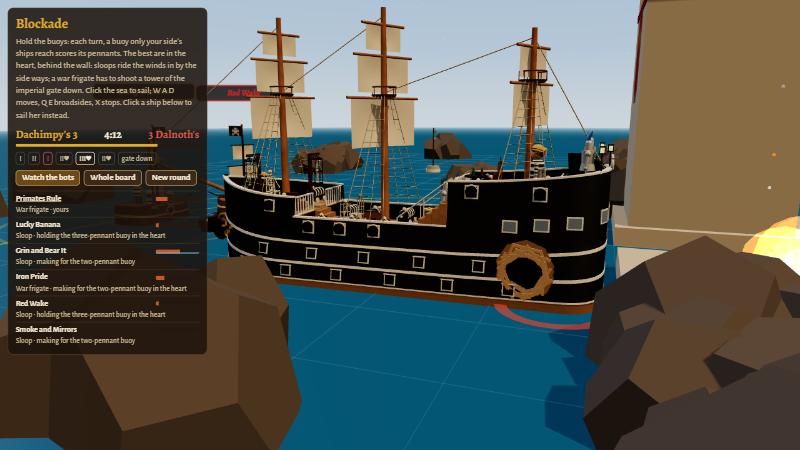 Blockade
Hold the buoys: each turn, a buoy only your side's
ships reach scores its pennants. The best are in the
heart, behind the wall: sloops ride the winds in by the
side ways; a war frigate has to shoot a tower of the
imperial gate down. Click the sea to sail; W A D
moves, Q E broadsides, X stops. Click a ship below to
sail her instead.
Dachimpy's 3 4:12 3 Dalnoth's
I II I II♥ III♥ II♥ gate down
Watch the bots Whole board New round
Primates Rule
War frigate · yours
Lucky Banana
Sloop · holding the three-pennant buoy in the heart
Grin and Bear It
Sloop · making for the two-pennant buoy
Iron Pride
War frigate · making for the two-pennant buoy in the heart
Red Wake
Sloop · holding the three-pennant buoy in the heart
Smoke and Mirrors
Sloop · making for the two-pennant buoy
Red Wake